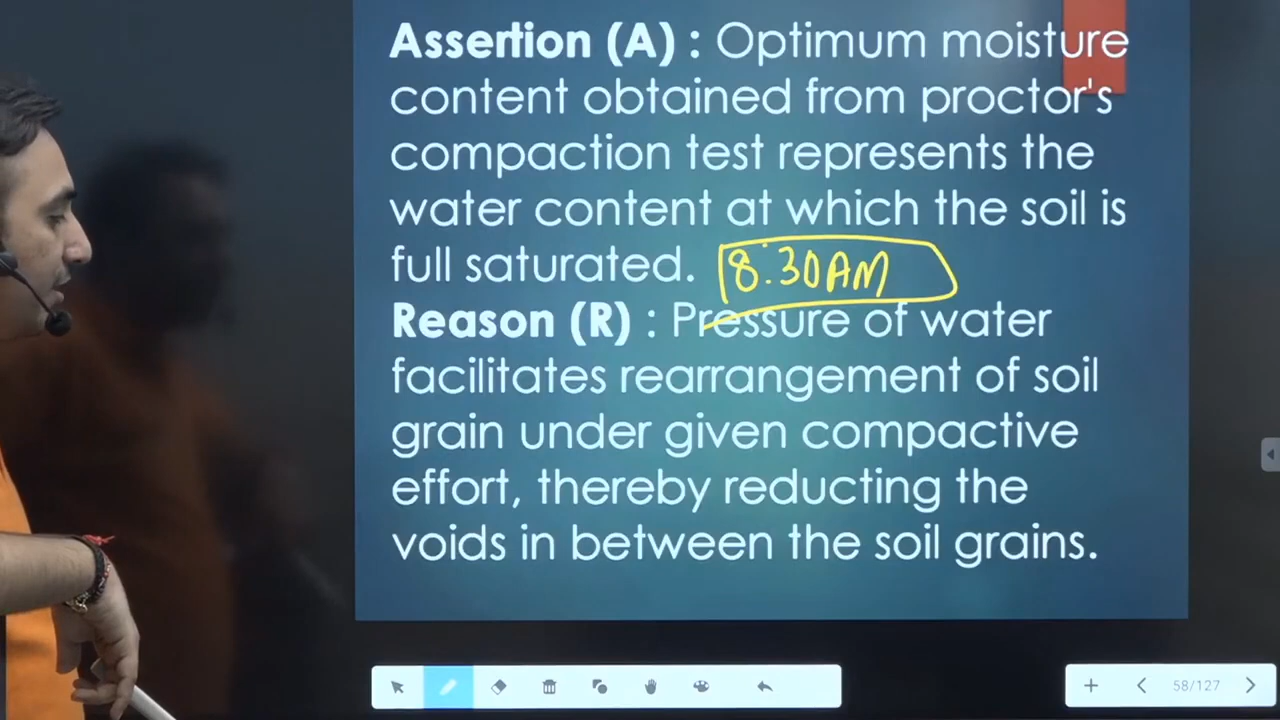 Assertion (A) : Optimum moisture
content obtained from proctor's
compaction test represents the
water content at which the soil is
full saturated. 8:30AM
Reason (R) : Pressure of water
facilitates rearrangement of soil
grain under given compactive
effort, thereby reducting the
voids in between the soil grains.
58/127